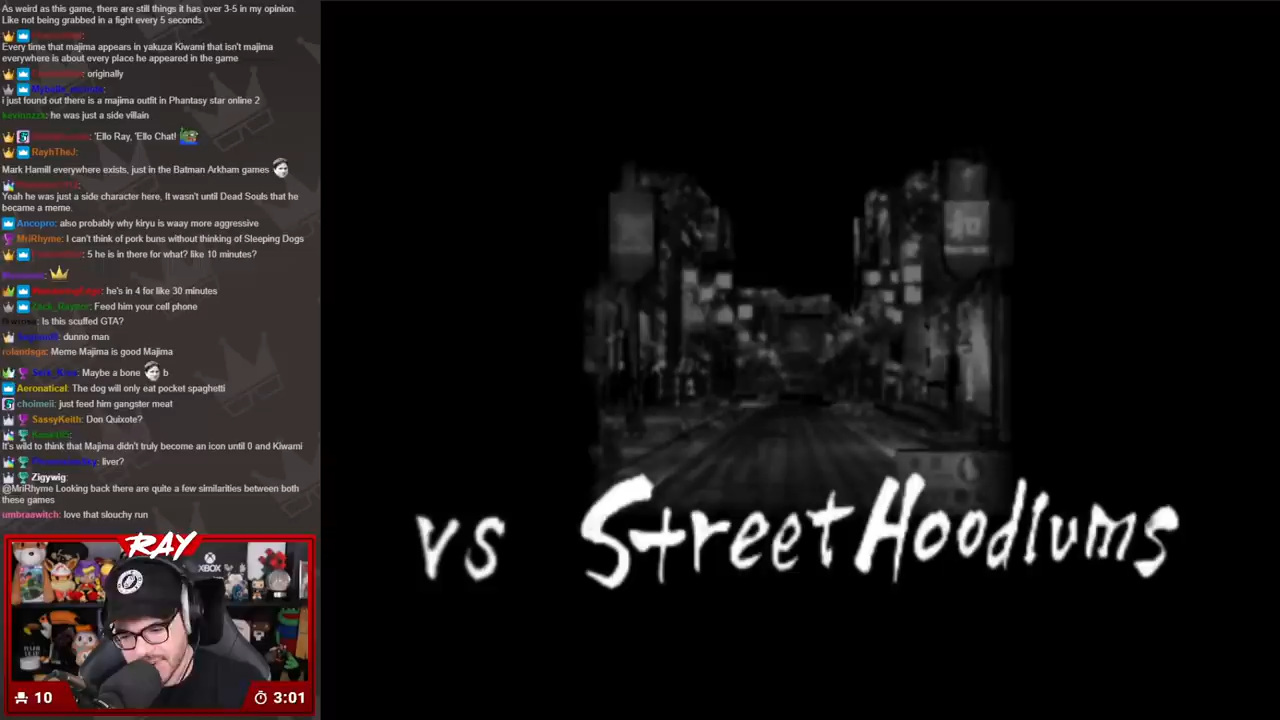 As weird as this game, there are still things it has over 3-5 in my opinion.
Like not being grabbed in a fight every 5 seconds.
Every time that majima appears in yakuza Kiwami that isn't majima
everywhere is about every place he appeared in the game
: originally
i just found out there is a majima outfit in Phantasy star online 2
: he was just a side villain
: 'Ello Ray, 'Ello Chat!
RayhTheJ:
Mark Hamill everywhere exists, just in the Batman Arkham games
Yeah he was just a side character here, It wasn't until Dead Souls that he
became a meme.
Ancopro: also probably why kiryu is waay more aggressive
MriRhyme: I can't think of pork buns without thinking of Sleeping Dogs
: 5 he is in there for what? like 10 minutes?
: he's in 4 for like 30 minutes
: Feed him your cell phone
: Is this scuffed GTA?
: dunno man
rolandsga: Meme Majima is good Majima
: Maybe a bone b
Aeronatical: The dog will only eat pocket spaghetti
choimeii: just feed him gangster meat
SassyKeith: Don Quixote?
It's wild to think that Majima didn't truly become an icon until 0 and Kiwami
: liver?
Zigywig:
@MriRhyme Looking back there are quite a few similarities between both
these games
umbraawitch: love that slouchy run
RAY
XBOX
10
3:01
vs Street Hoodlums